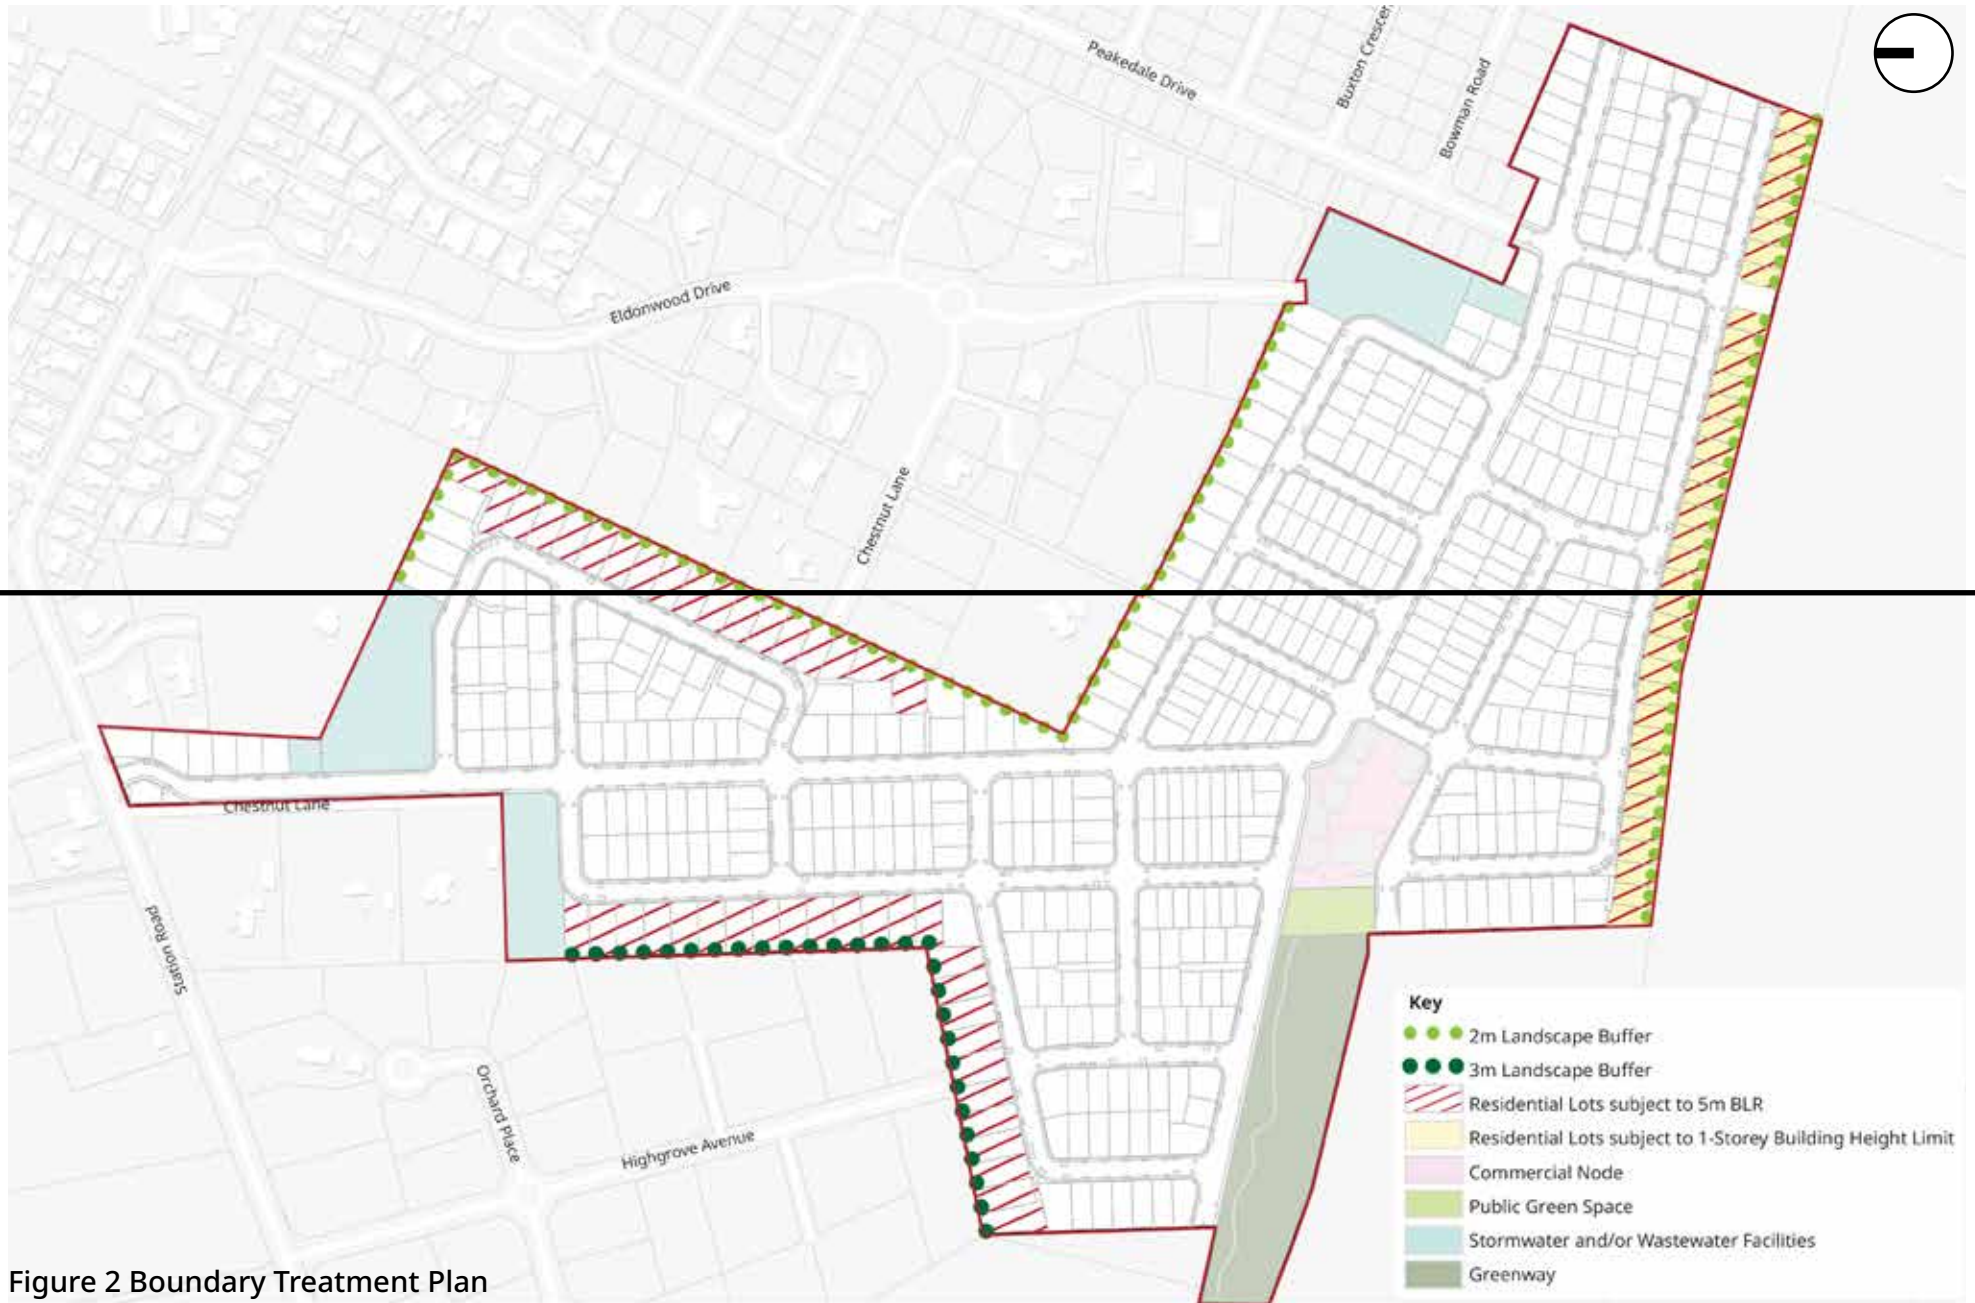 Peakedale Drive
Buxton Crescen
Bowman Road
Eldonwood Drive
Chestnut Lane
Chestnut Lane
Station Road
Orchard Place
Highgrove Avenue
Key
2m Landscape Buffer
3m Landscape Buffer
Residential Lots subject to 5m BLR
Residential Lots subject to 1-Storey Building Height Limit
Commercial Node
Public Green Space
Stormwater and/or Wastewater Facilities
Greenway
Figure 2 Boundary Treatment Plan